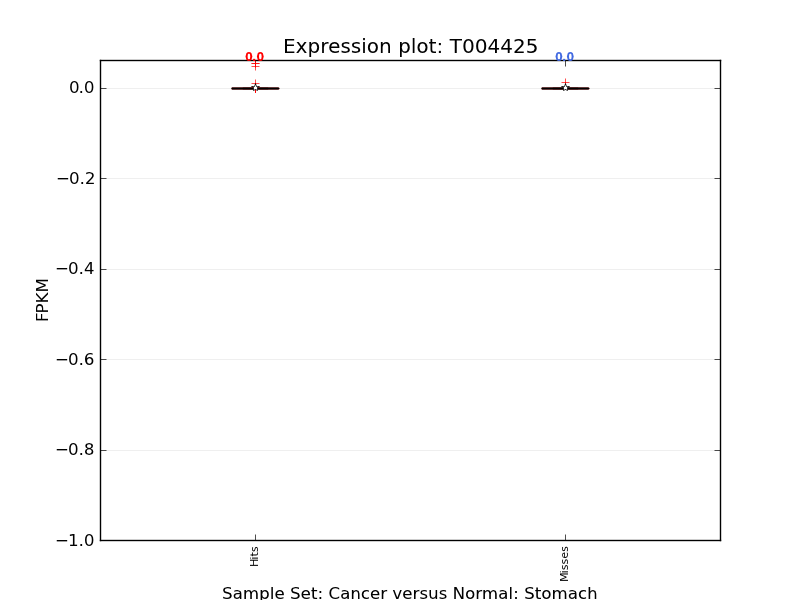 Expression plot: T004425
0.0
0.0
0.0
−0.2
−0.4
−0.6
−0.8
−1.0
FPKM
Hits
Misses
Sample Set: Cancer versus Normal: Stomach